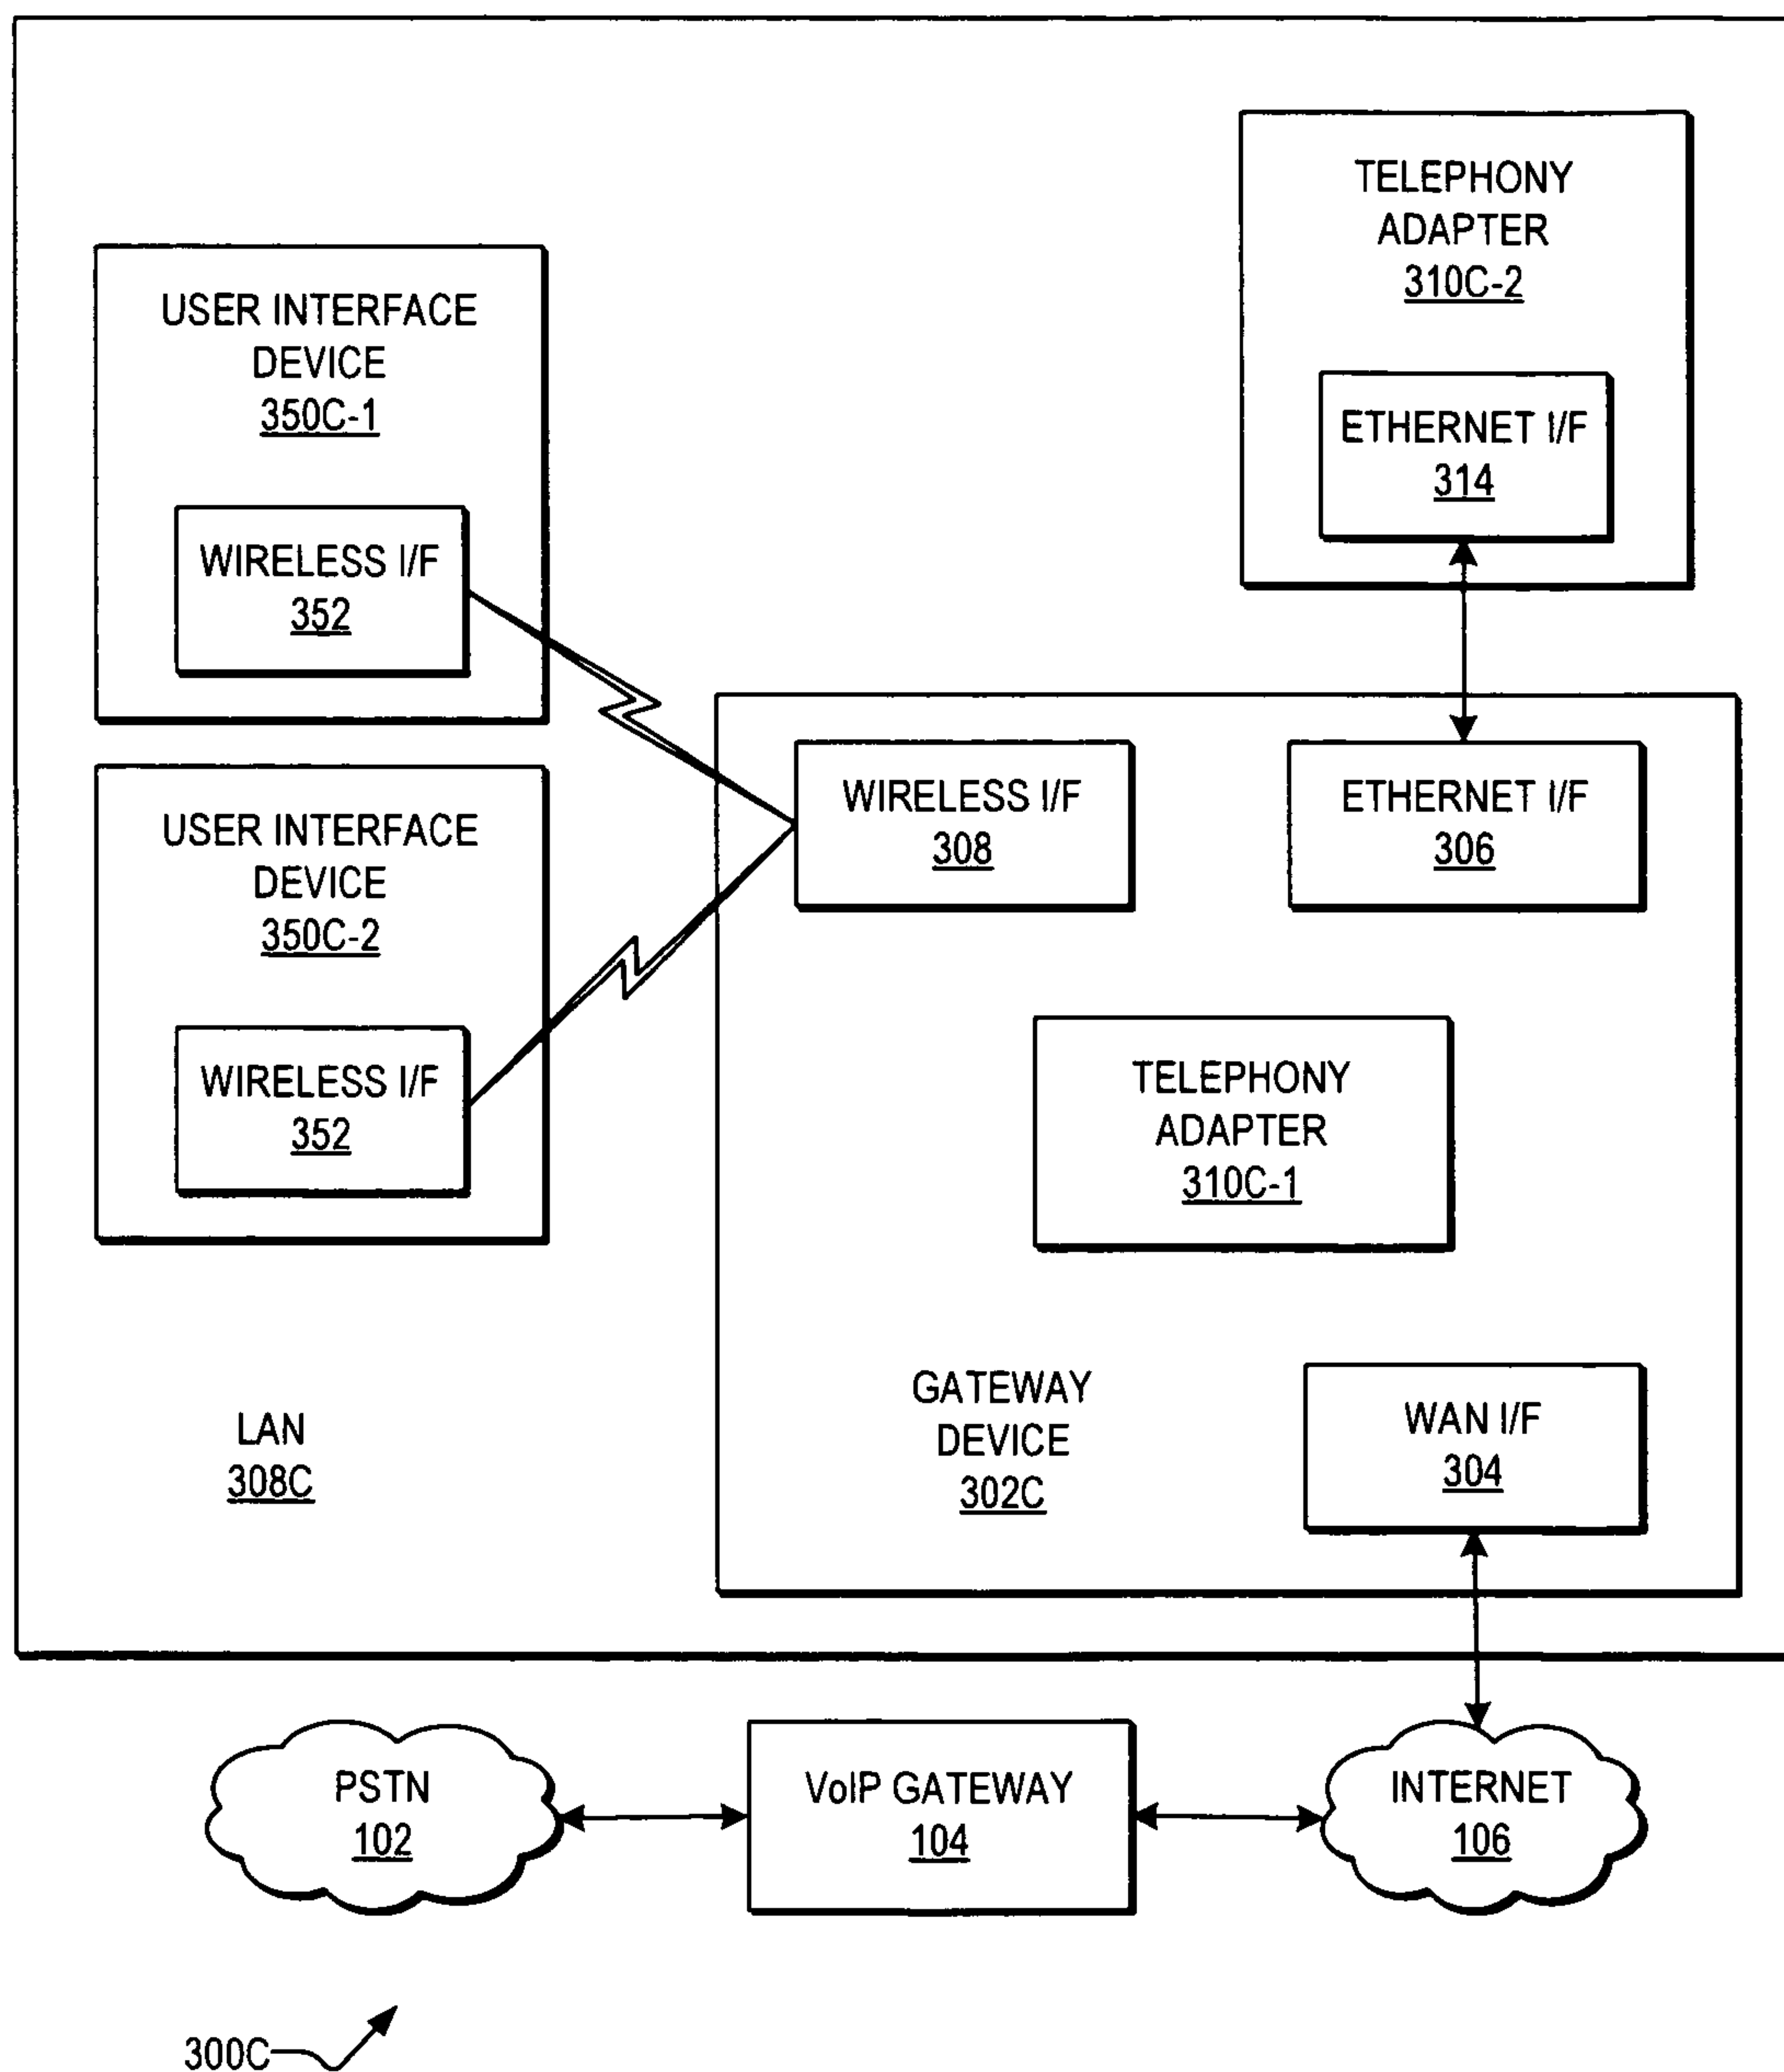 TELEPHONY
ADAPTER
310C-2
ETHERNET I/F
314
USER INTERFACE
DEVICE
350C-1
WIRELESS I/F
352
USER INTERFACE
DEVICE
350C-2
WIRELESS I/F
352
WIRELESS I/F
308
ETHERNET I/F
306
TELEPHONY
ADAPTER
310C-1
GATEWAY
DEVICE
302C
WAN I/F
304
LAN
308C
PSTN
102
VoIP GATEWAY
104
INTERNET
106
300C